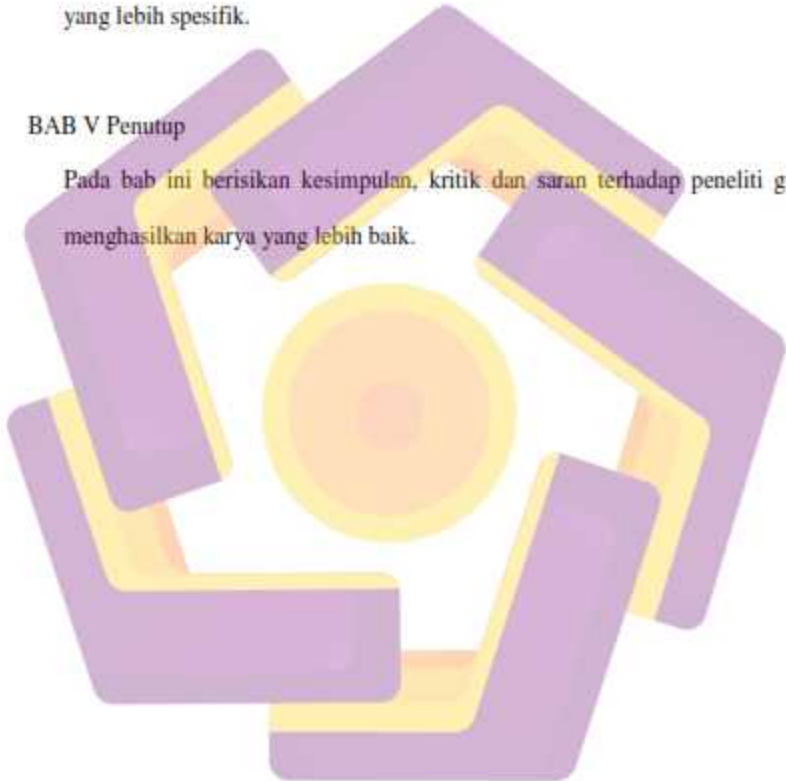 yang lebih spesifik.
BAB V Penutup
Pada bab ini berisikan kesimpulan, kritik dan saran terhadap peneliti
menghasilkan karya yang lebih baik.